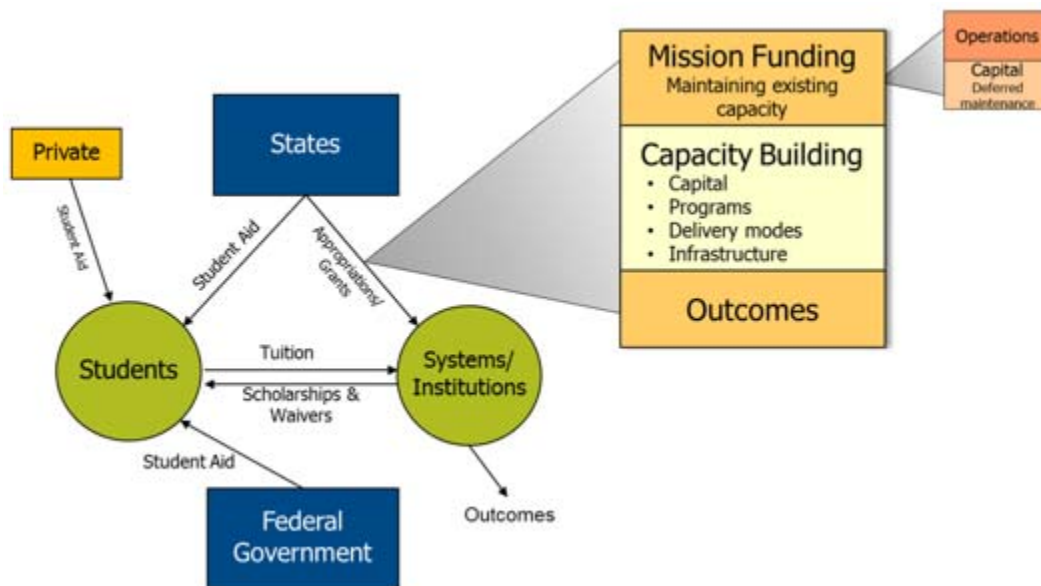 Operations
Capital
Deferred
maintenance
Mission Funding
Maintaining existing
capacity
Capacity Building
• Capital
• Programs
• Delivery modes
• Infrastructure
Outcomes
States
Private
Student Aid
Student Aid
Appropriations/
Grants
Students
Tuition
Scholarships &
Waivers
Systems/
Institutions
Student Aid
Federal
Government
Outcomes